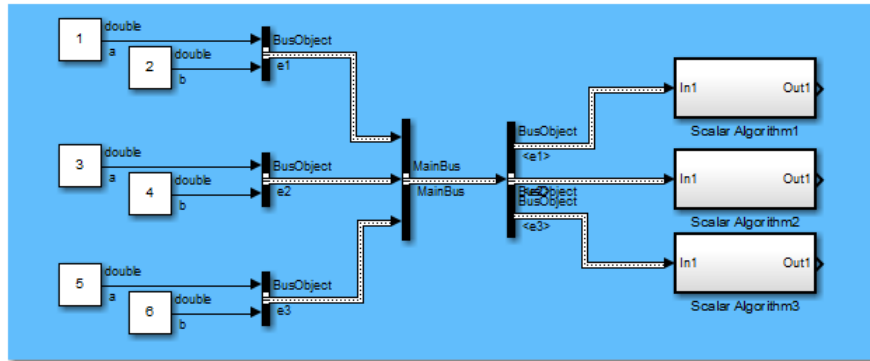 1
double
a
2
double
b
BusObject
e1
3
double
a
4
double
b
BusObject
e2
5
double
a
6
double
b
BusObject
e3
MainBus
MainBus
BusObject
<e1>
BusObject
<e3>
In1 Out1
Scalar Algorithm1
In1 Out1
Scalar Algorithm2
In1 Out1
Scalar Algorithm3